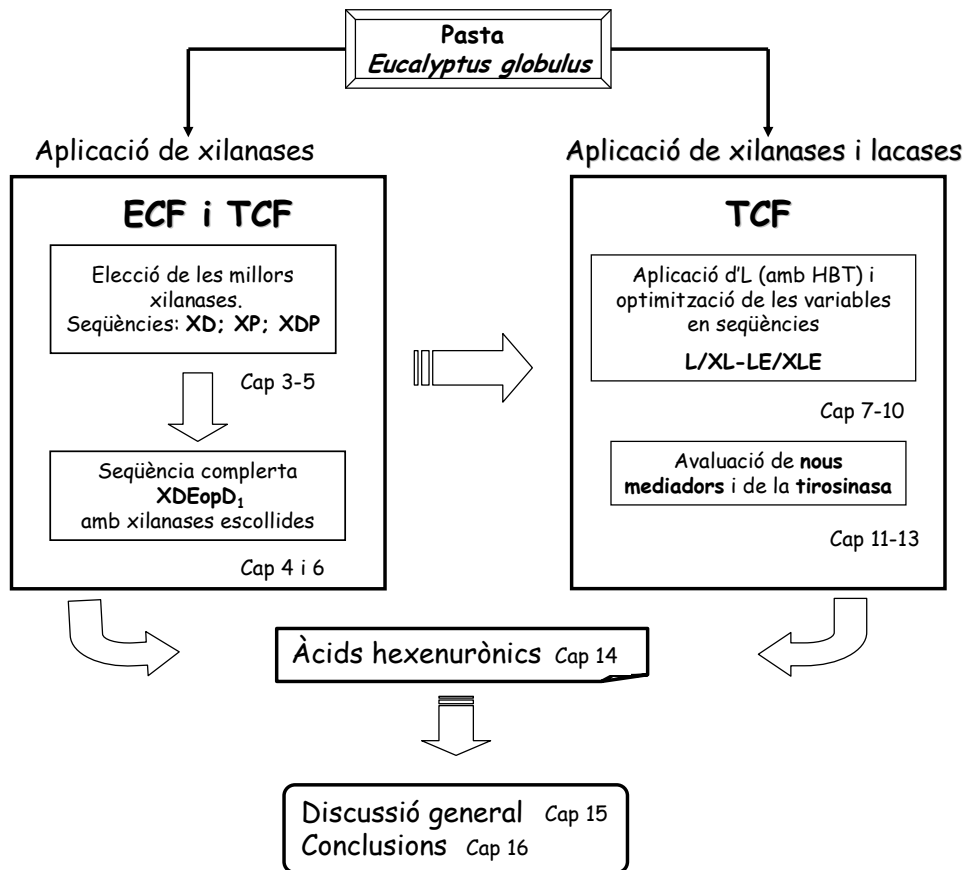 Pasta
Eucalyptus globulus
Aplicació de xilanases
ECF i TCF
Elecció de les millors
xilanases.
Seqüències: XD; XP; XDP
Cap 3-5
Seqüència complerta
XDEopD₁
amb xilanases escollides
Cap 4 i 6
Aplicació de xilanases i lacases
TCF
Aplicació d'L (amb HBT) i
optimització de les variables
en seqüències
L/XL-LE/XLE
Cap 7-10
Avaluació de nous
mediadors i de la tirosinasa
Cap 11-13
Àcids hexenurònics Cap 14
Discussió general Cap 15
Conclusions Cap 16